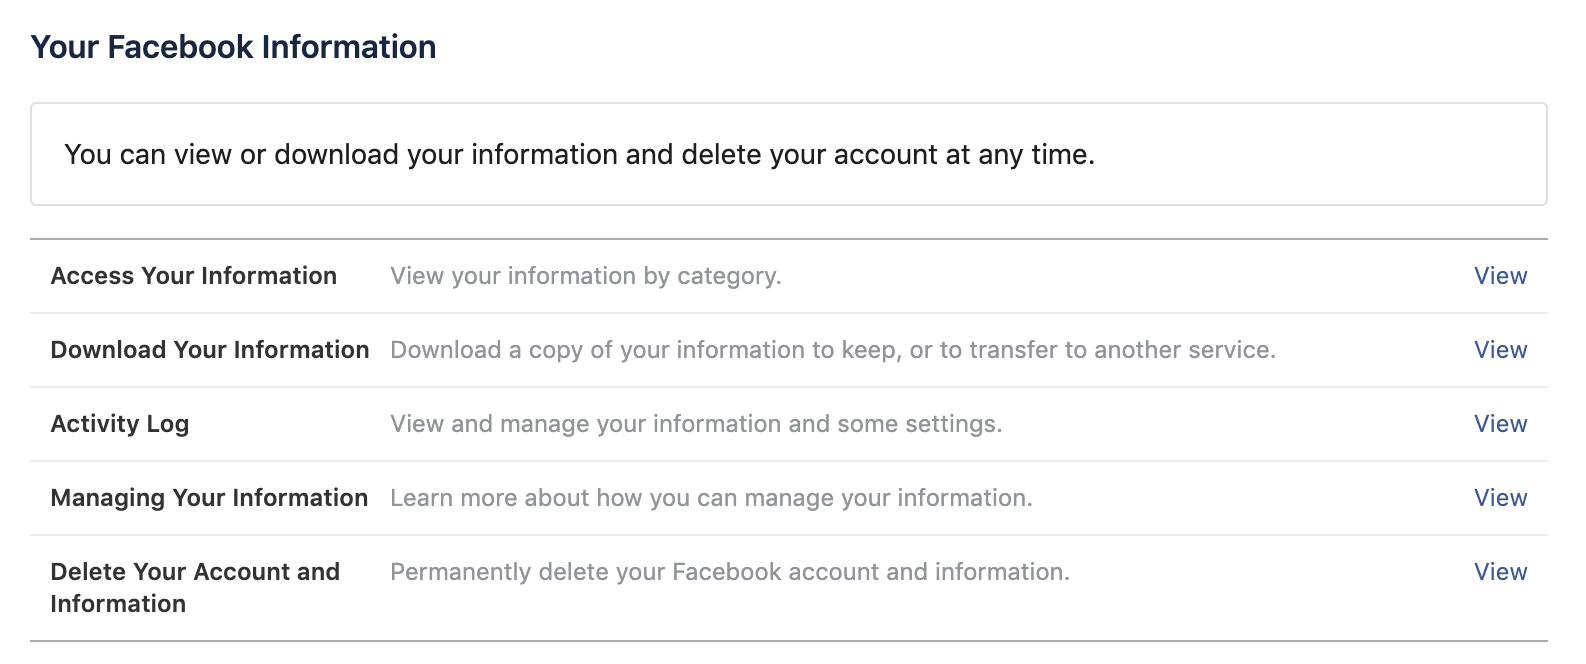 Your Facebook Information
You can view or download your information and delete your account at any time.
Access Your Information View your information by category. View
Download Your Information Download a copy of your information to keep, or to transfer to another service. View
Activity Log View and manage your information and some settings. View
Managing Your Information Learn more about how you can manage your information. View
Delete Your Account and Permanently delete your Facebook account and information. View
Information